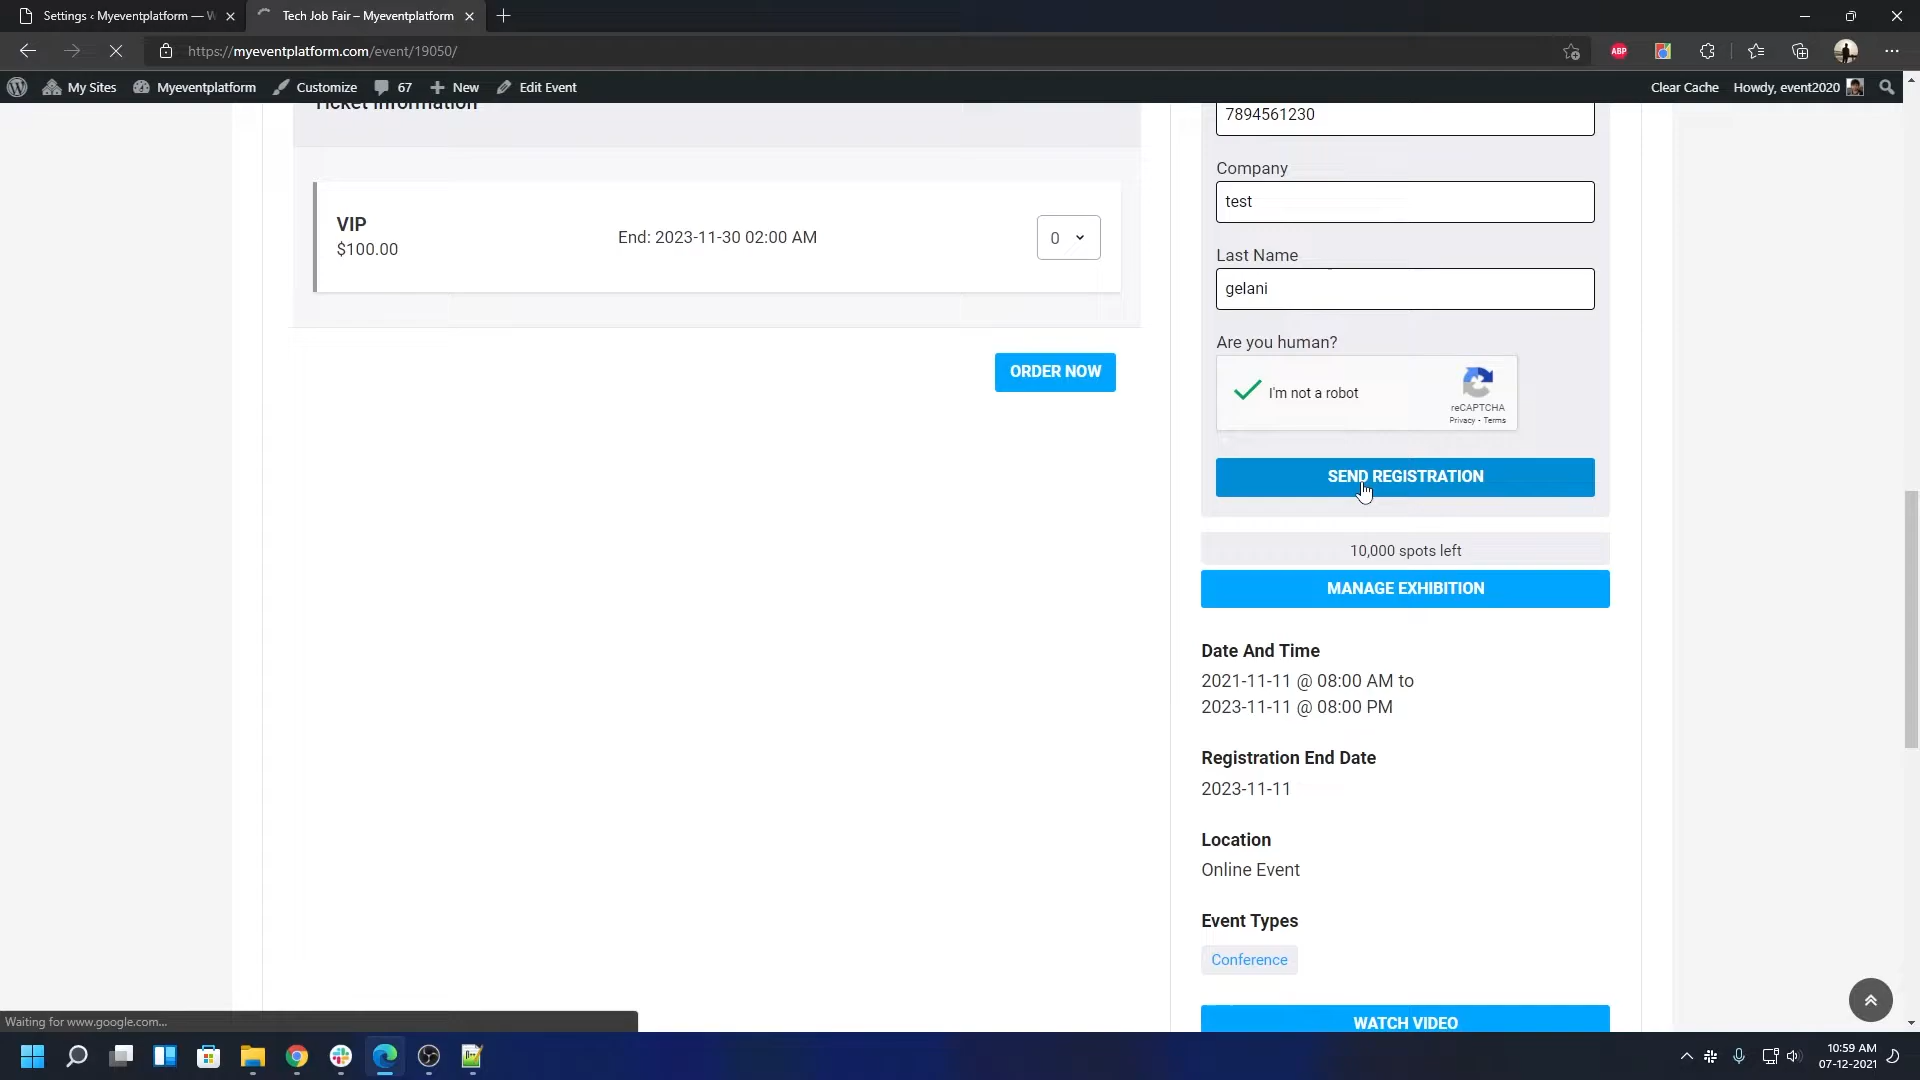 Settings ‹ Myeventplatform — W
Tech Job Fair – Myeventplatform
https://myeventplatform.com/event/19050/
ABP
My Sites
Myeventplatform
Customize
67
New
Edit Event
Clear Cache
Howdy, event2020
Ticket Information
VIP
$100.00
End: 2023-11-30 02:00 AM
0
ORDER NOW
7894561230
Company
test
Last Name
gelani
Are you human?
I'm not a robot
reCAPTCHA
Privacy - Terms
SEND REGISTRATION
10,000 spots left
MANAGE EXHIBITION
Date And Time
2021-11-11 @ 08:00 AM to
2023-11-11 @ 08:00 PM
Registration End Date
2023-11-11
Location
Online Event
Event Types
Conference
WATCH VIDEO
Waiting for www.google.com...
10:59 AM
07-12-2021